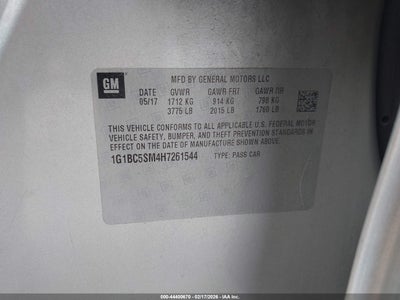 GM
MFD BY GENERAL MOTORS LLC
DATE GVWR GAWR FRT GAWR RR
05/17 1712 KG 914 KG 798 KG
3775 LB 2015 LB 1760 LB
THIS VEHICLE CONFORMS TO ALL APPLICABLE U.S. FEDERAL MOTOR
VEHICLE SAFETY, BUMPER, AND THEFT PREVENTION STANDARDS
IN EFFECT ON THE DATE OF MANUFACTURE SHOWN ABOVE.
1G1BC5SM4H7261544 TYPE: PASS CAR
500-44400670 - 02/17/2026 - IAA, LLC